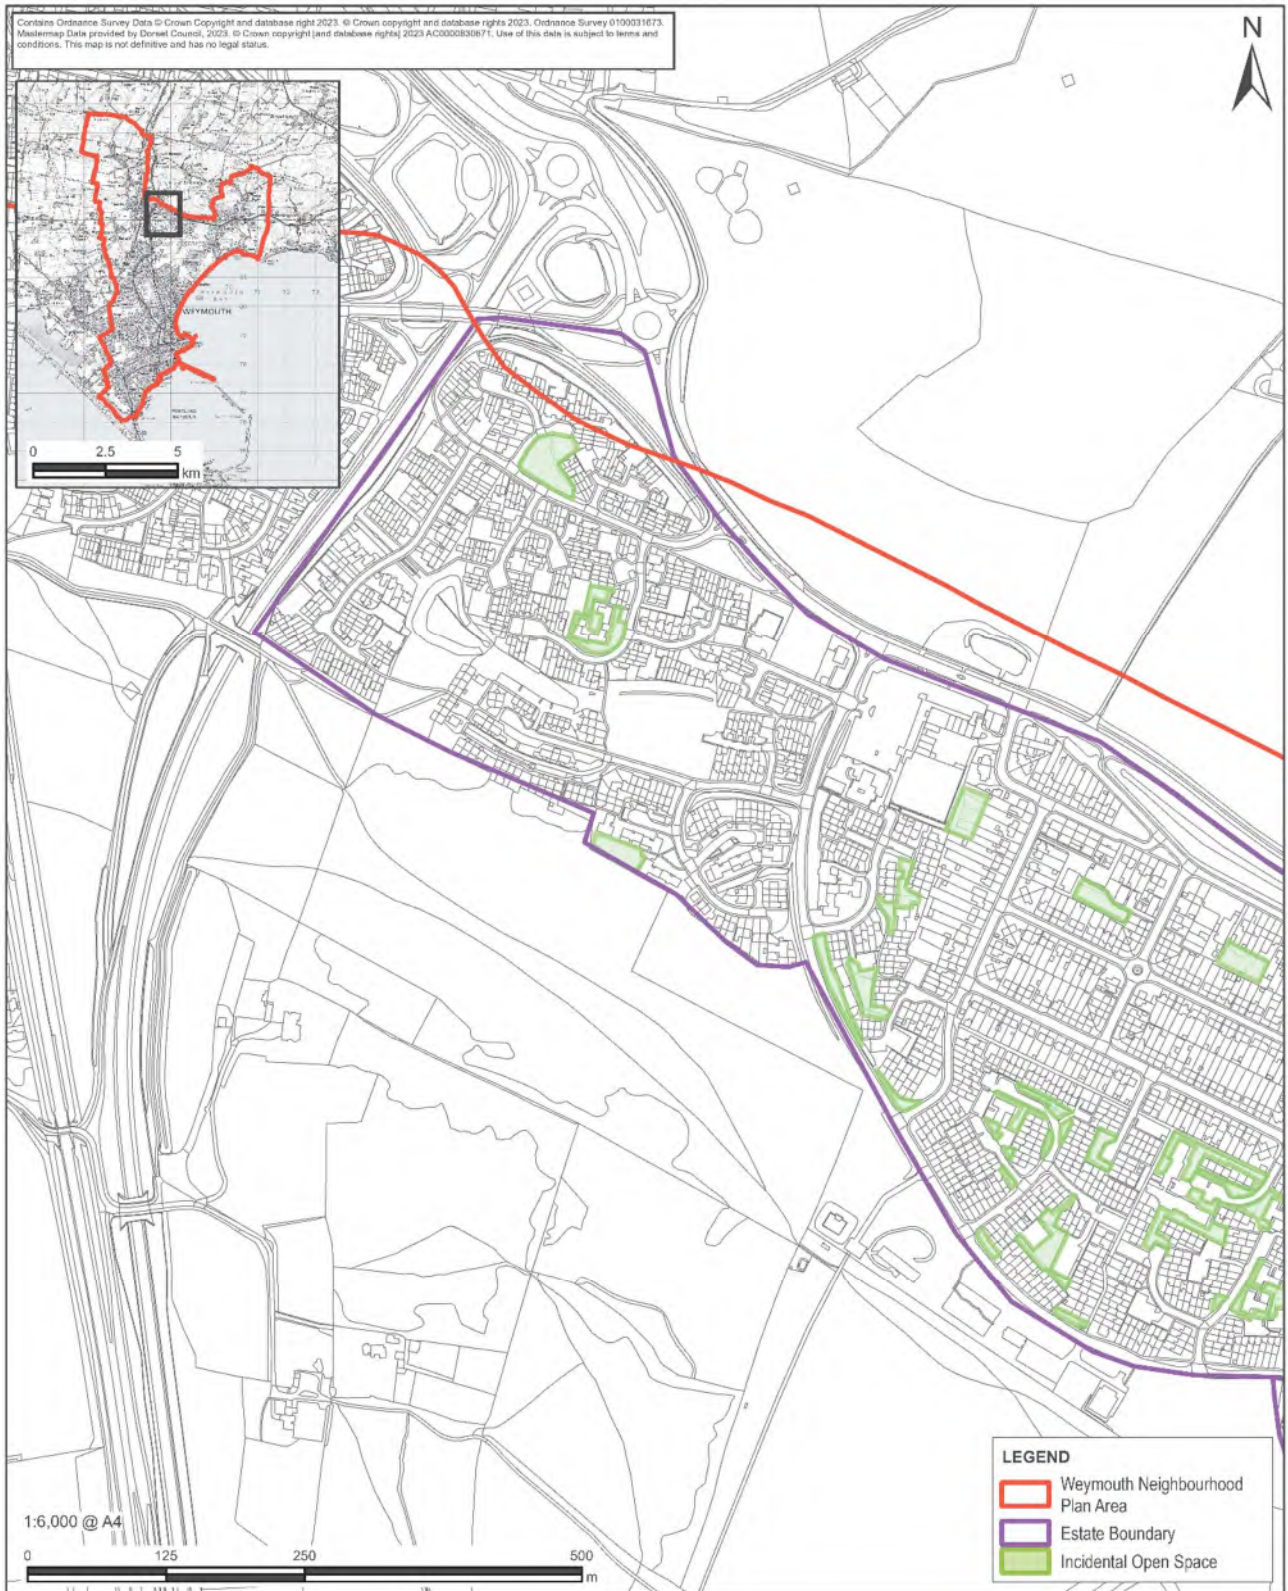 Contains Ordnance Survey Data © Crown Copyright and database right 2023. © Crown copyright and database rights 2023. Ordnance Survey 0100031673.
Mastermap Data provided by Dorset Council, 2023. © Crown copyright [and database rights] 2023 AC0000830671. Use of this data is subject to terms and
conditions. This map is not definitive and has no legal status.
N
WEYMOUTH
0 2.5 5
km
LEGEND
Weymouth Neighbourhood
Plan Area
Estate Boundary
Incidental Open Space
1:6,000 @ A4
0 125 250 500
m